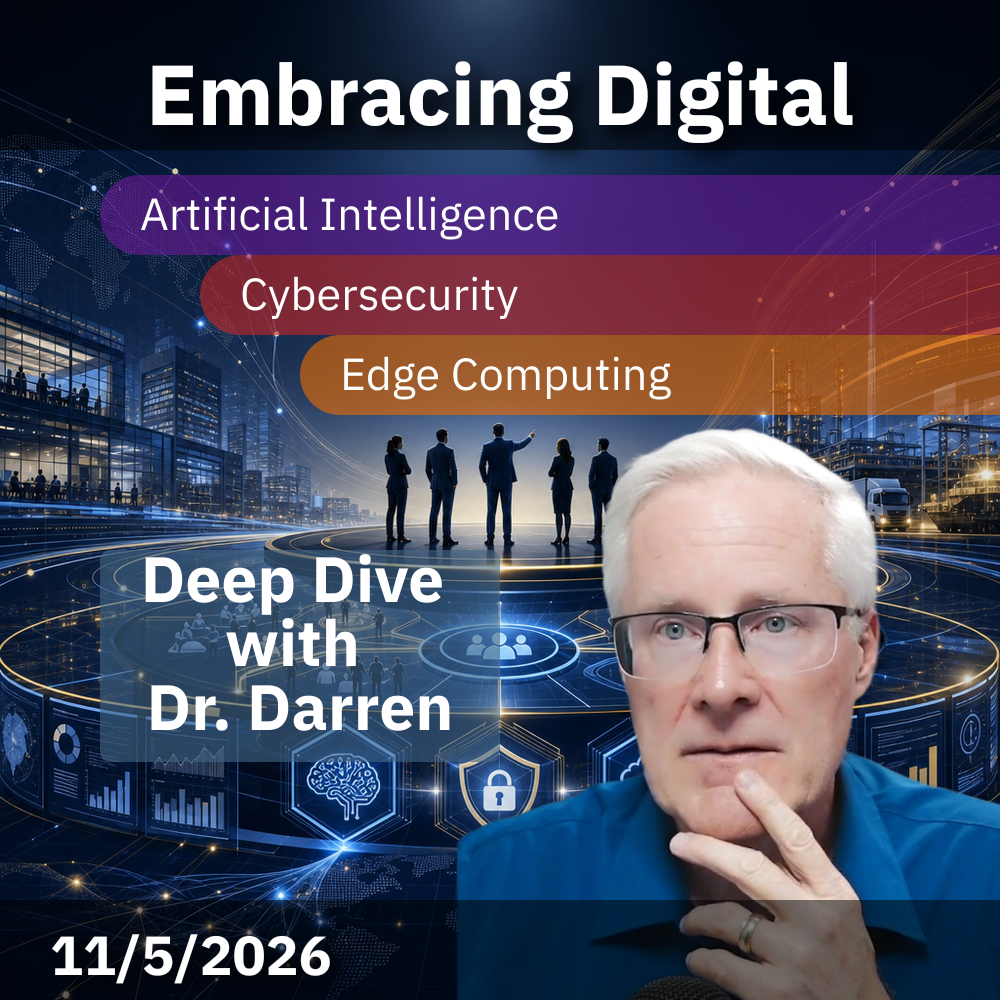 Embracing Digital
Artificial Intelligence
Cybersecurity
Edge Computing
Deep Dive
with
Dr. Darren
11/5/2026